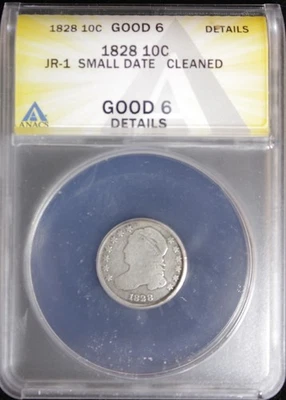 1828 10C GOOD 6 DETAILS
1828 10C
JR-1 SMALL DATE CLEANED
GOOD 6
DETAILS
ANACS
1828